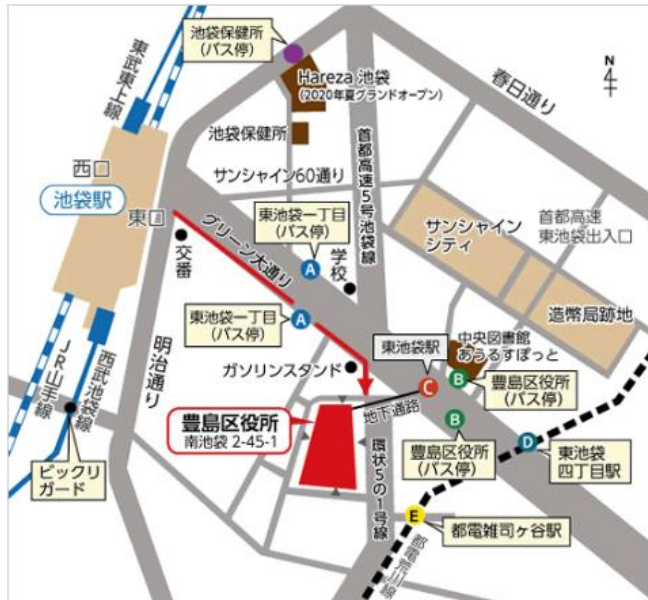 池袋保健所
(バス停)
東武東上線
Hareza 池袋
(2020年夏グランドオープン)
池袋保健所
春日通り
N
4
西口
池袋駅
東口
サンシャイン60通り
首都高速5号池袋線
東池袋一丁目
(バス停)
グリーン大通り
A
学校
交番
サンシャイン
シティ
首都高速
東池袋出入口
造幣局跡地
東池袋一丁目
(バス停)
A
明治通り
ガソリンスタンド
東池袋駅
中央図書館
あうるすぽっと
JR山手線
西武池袋線
豊島区役所
南池袋 2-45-1
地下通路
C
B
豊島区役所
(バス停)
B
豊島区役所
(バス停)
D
東池袋
四丁目駅
ビックリ
ガード
環状5の1号線
E
都電雑司ヶ谷駅
都電荒川線